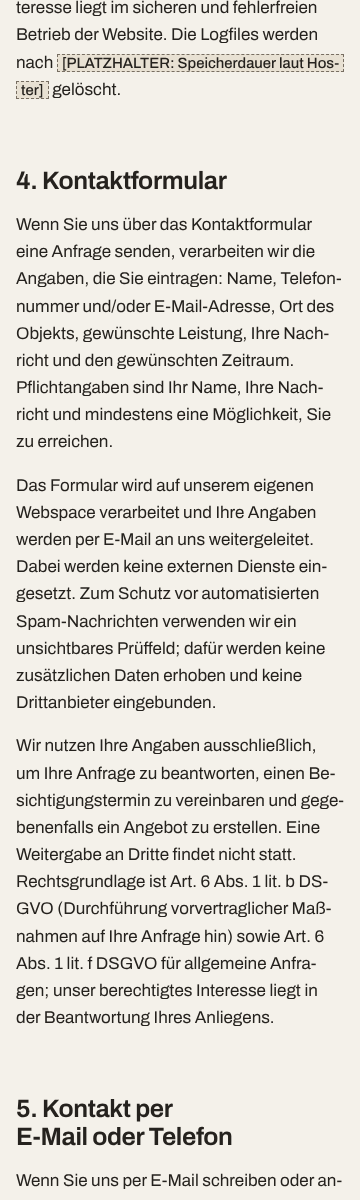 teresse liegt im sicheren und fehlerfreien
Betrieb der Website. Die Logfiles werden
nach [PLATZHALTER: Speicherdauer laut Hos-
ter] gelöscht.
4. Kontaktformular
Wenn Sie uns über das Kontaktformular
eine Anfrage senden, verarbeiten wir die
Angaben, die Sie eintragen: Name, Telefon-
nummer und/oder E-Mail-Adresse, Ort des
Objekts, gewünschte Leistung, Ihre Nach-
richt und den gewünschten Zeitraum.
Pflichtangaben sind Ihr Name, Ihre Nach-
richt und mindestens eine Möglichkeit, Sie
zu erreichen.
Das Formular wird auf unserem eigenen
Webspace verarbeitet und Ihre Angaben
werden per E-Mail an uns weitergeleitet.
Dabei werden keine externen Dienste ein-
gesetzt. Zum Schutz vor automatisierten
Spam-Nachrichten verwenden wir ein
unsichtbares Prüffeld; dafür werden keine
zusätzlichen Daten erhoben und keine
Drittanbieter eingebunden.
Wir nutzen Ihre Angaben ausschließlich,
um Ihre Anfrage zu beantworten, einen Be-
sichtigungstermin zu vereinbaren und gege-
benenfalls ein Angebot zu erstellen. Eine
Weitergabe an Dritte findet nicht statt.
Rechtsgrundlage ist Art. 6 Abs. 1 lit. b DS-
GVO (Durchführung vorvertraglicher Maß-
nahmen auf Ihre Anfrage hin) sowie Art. 6
Abs. 1 lit. f DSGVO für allgemeine Anfra-
gen; unser berechtigtes Interesse liegt in
der Beantwortung Ihres Anliegens.
5. Kontakt per
E-Mail oder Telefon
Wenn Sie uns per E-Mail schreiben oder an-